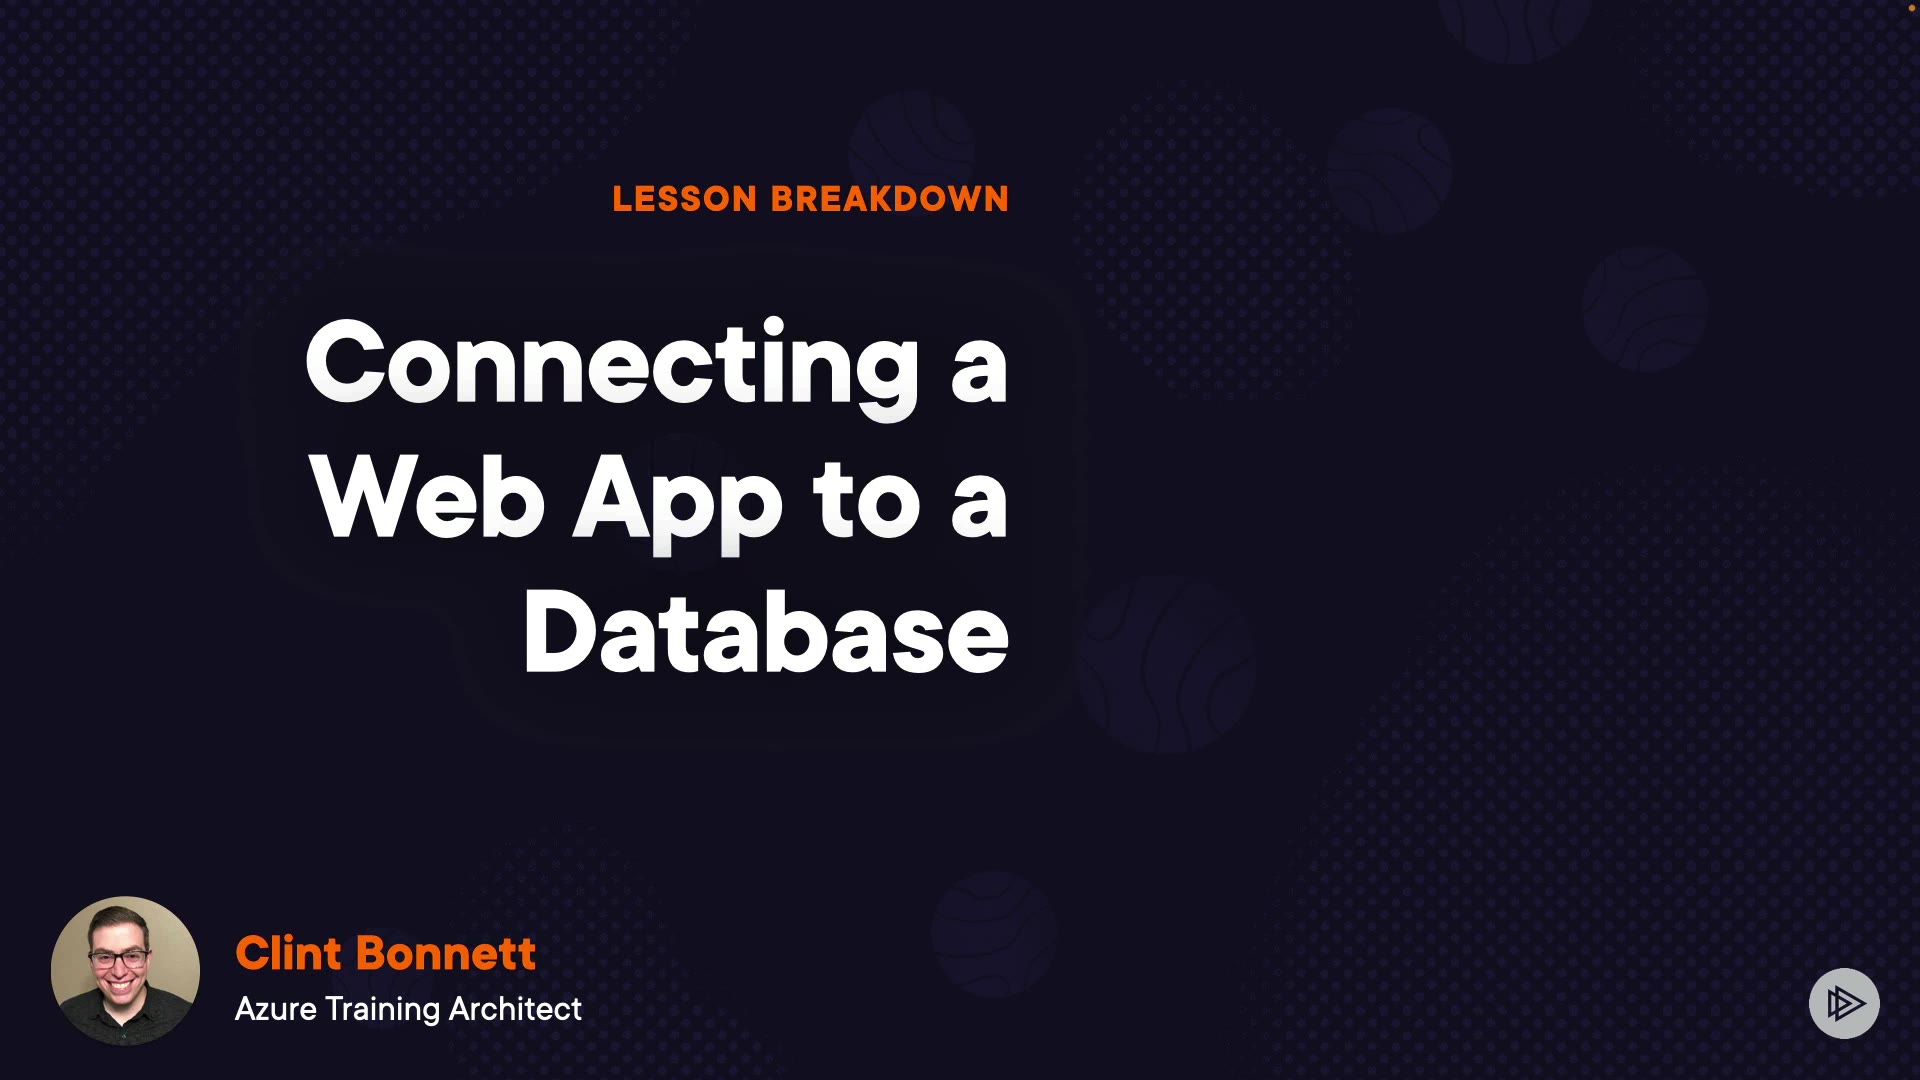 LESSON BREAKDOWN
Connecting a
Web App to a
Database
Clint Bonnett
Azure Training Architect